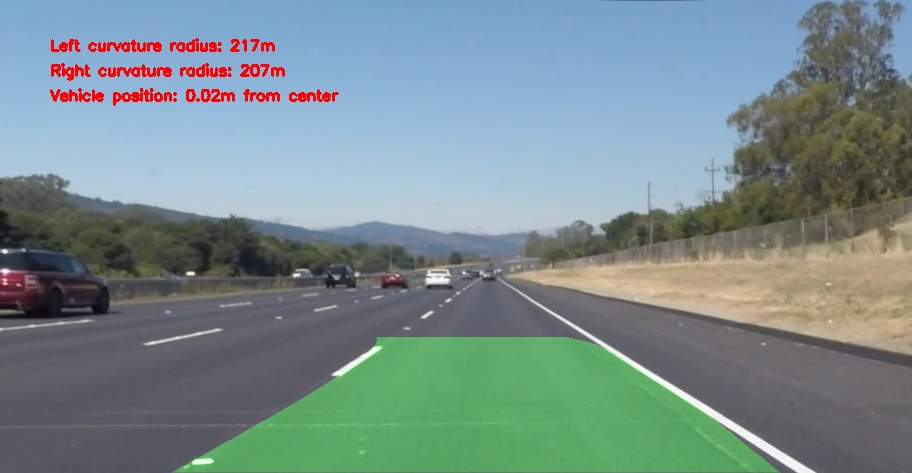 Left curvature radius: 217m
Right curvature radius: 207m
Vehicle position: 0.02m from center